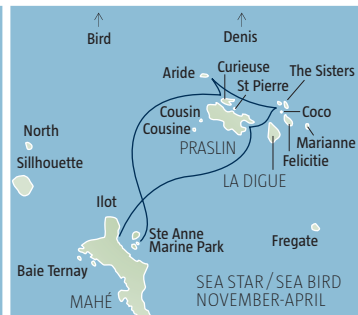 Bird
Denis
Aride
Curieuse
St Pierre
The Sisters
Cousin
Cousine
Coco
North
Marianne
PRASLIN
Felicitie
Sillhouette
LA DIGUE
Ilot
Ste Anne
Marine Park
Fregate
Baie Ternay
SEA STAR/SEA BIRD
NOVEMBER-APRIL
MAHÉ